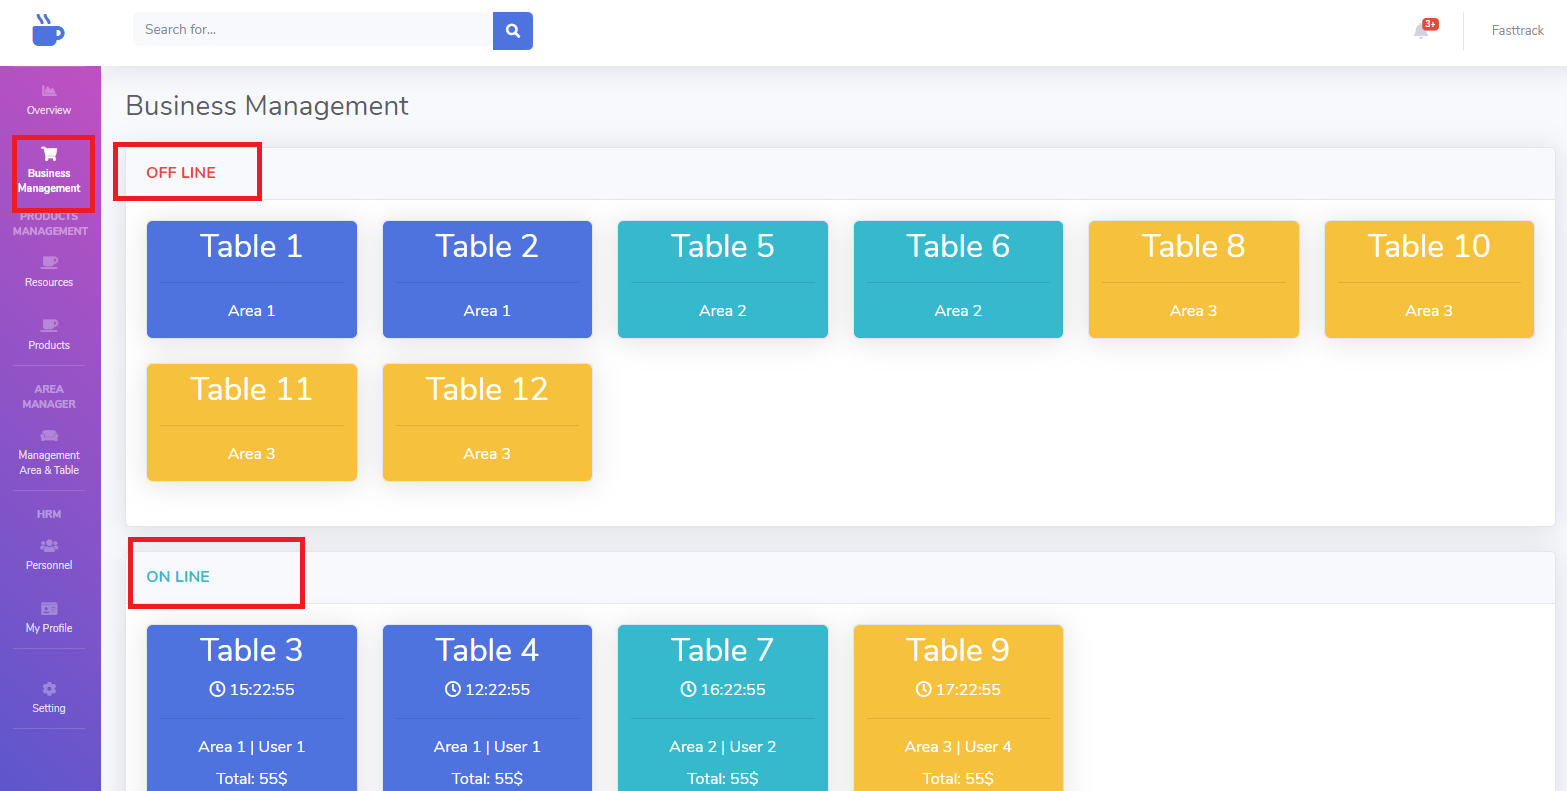 Search for...
3+
Fasttrack
Overview
Business
Management
PRODUCTS
MANAGEMENT
Resources
Products
AREA
MANAGER
Management
Area & Table
HRM
Personnel
My Profile
Setting
Business Management
OFF LINE
Table 1
Area 1
Table 2
Area 1
Table 5
Area 2
Table 6
Area 2
Table 8
Area 3
Table 10
Area 3
Table 11
Area 3
Table 12
Area 3
ON LINE
Table 3
15:22:55
Area 1 | User 1
Total: 55$
Table 4
12:22:55
Area 1 | User 1
Total: 55$
Table 7
16:22:55
Area 2 | User 2
Total: 55$
Table 9
17:22:55
Area 3 | User 4
Total: 55$